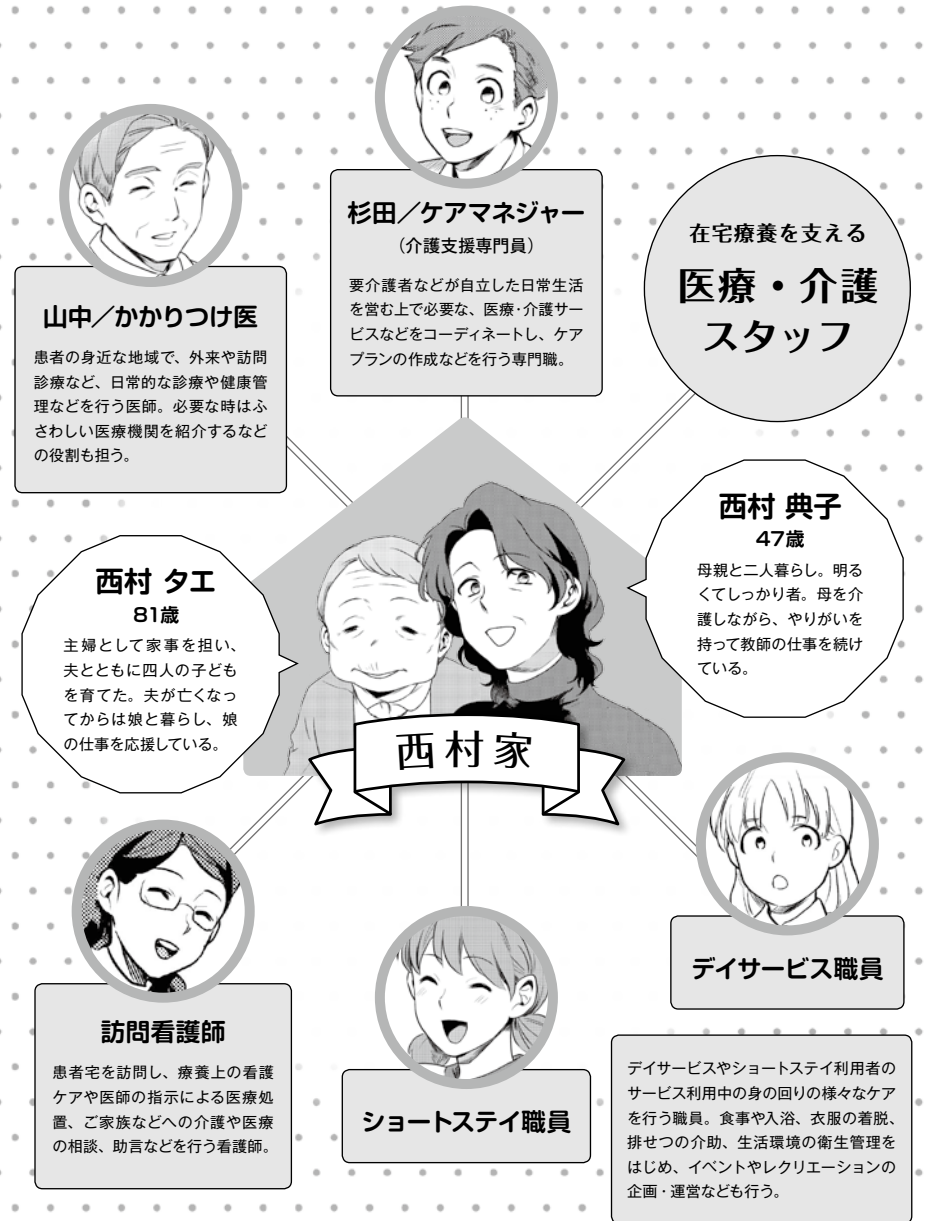 杉田／ケアマネジャー
（介護支援専門員）
要介護者などが自立した日常生活
を営む上で必要な、医療・介護サー
ビスなどをコーディネートし、ケア
プランの作成などを行う専門職。
在宅療養を支える
医療・介護
スタッフ
山中／かかりつけ医
患者の身近な地域で、外来や訪問
診療など、日常的な診療や健康管
理などを行う医師。必要な時はふ
さわしい医療機関を紹介するなど
の役割も担う。
西村 典子
47歳
母親と二人暮らし。明る
くてしっかり者。母を介
護しながら、やりがいを
持って教師の仕事を続け
ている。
西村 タエ
81歳
主婦として家事を担い、
夫とともに四人の子ども
を育てた。夫が亡くなっ
てからは娘と暮らし、娘
の仕事を応援している。
西村家
訪問看護師
患者宅を訪問し、療養上の看護
ケアや医師の指示による医療処
置、ご家族などへの介護や医療
の相談、助言などを行う看護師。
ショートステイ職員
デイサービス職員
デイサービスやショートステイ利用者の
サービス利用中の身の回りの様々なケア
を行う職員。食事や入浴、衣服の着脱、
排せつの介助、生活環境の衛生管理を
はじめ、イベントやレクリエーションの
企画・運営なども行う。